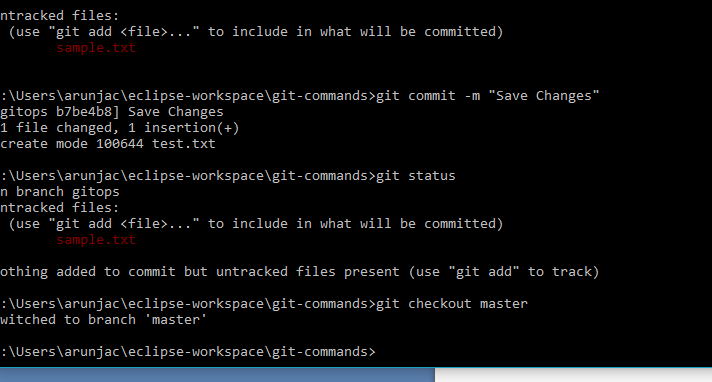 ntracked files:
(use "git add <file>..." to include in what will be committed)
sample.txt
:\Users\arunjac\eclipse-workspace\git-commands>git commit -m "Save Changes"
gitops b7be4b8] Save Changes
1 file changed, 1 insertion(+)
create mode 100644 test.txt
:\Users\arunjac\eclipse-workspace\git-commands>git status
n branch gitops
ntracked files:
(use "git add <file>..." to include in what will be committed)
sample.txt
othing added to commit but untracked files present (use "git add" to track)
:\Users\arunjac\eclipse-workspace\git-commands>git checkout master
witched to branch 'master'
:\Users\arunjac\eclipse-workspace\git-commands>